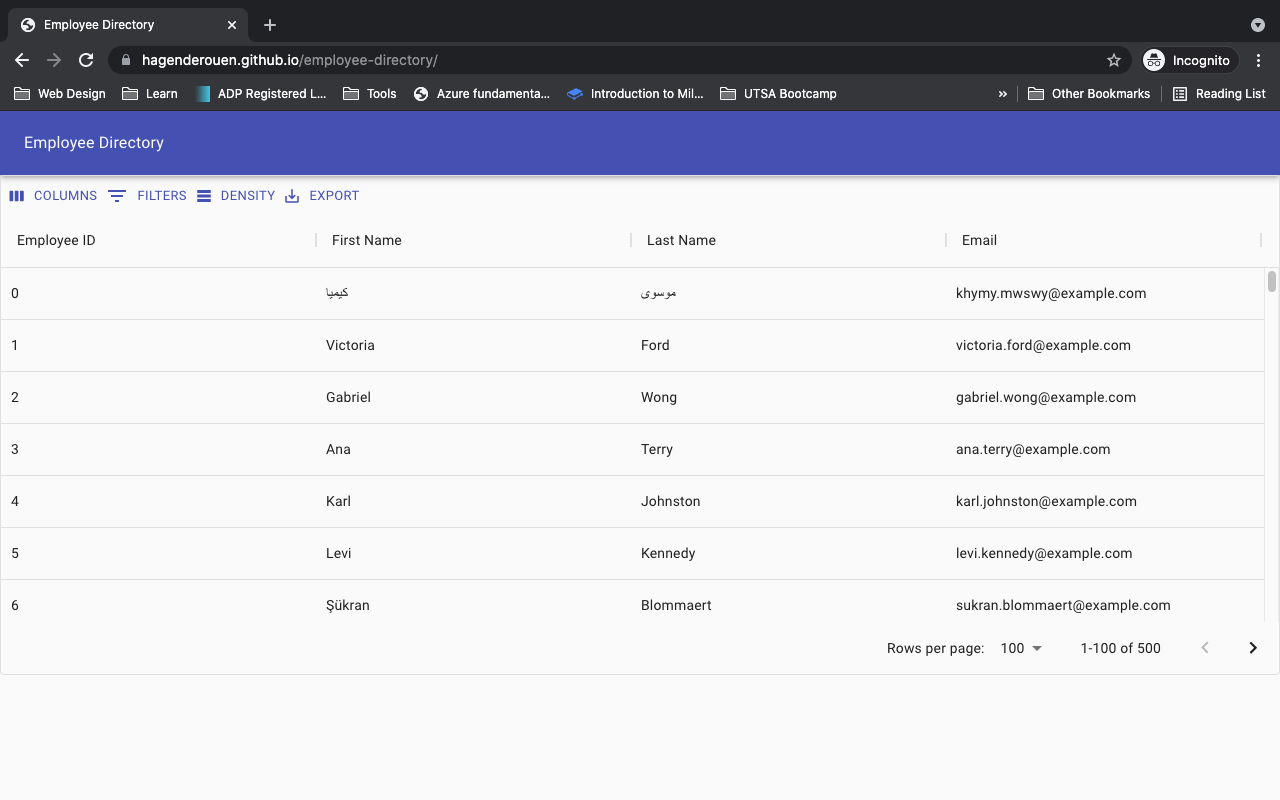 Employee Directory
hagenderouen.github.io/employee-directory/
Incognito
Web Design Learn ADP Registered L... Tools Azure fundamenta... Introduction to Mil... UTSA Bootcamp » Other Bookmarks Reading List
Employee Directory
COLUMNS FILTERS DENSITY EXPORT
Employee ID First Name Last Name Email
0 کیمیا موسوی khymy.mwswy@example.com
1 Victoria Ford victoria.ford@example.com
2 Gabriel Wong gabriel.wong@example.com
3 Ana Terry ana.terry@example.com
4 Karl Johnston karl.johnston@example.com
5 Levi Kennedy levi.kennedy@example.com
6 Şükran Blommaert sukran.blommaert@example.com
Rows per page: 100 1-100 of 500